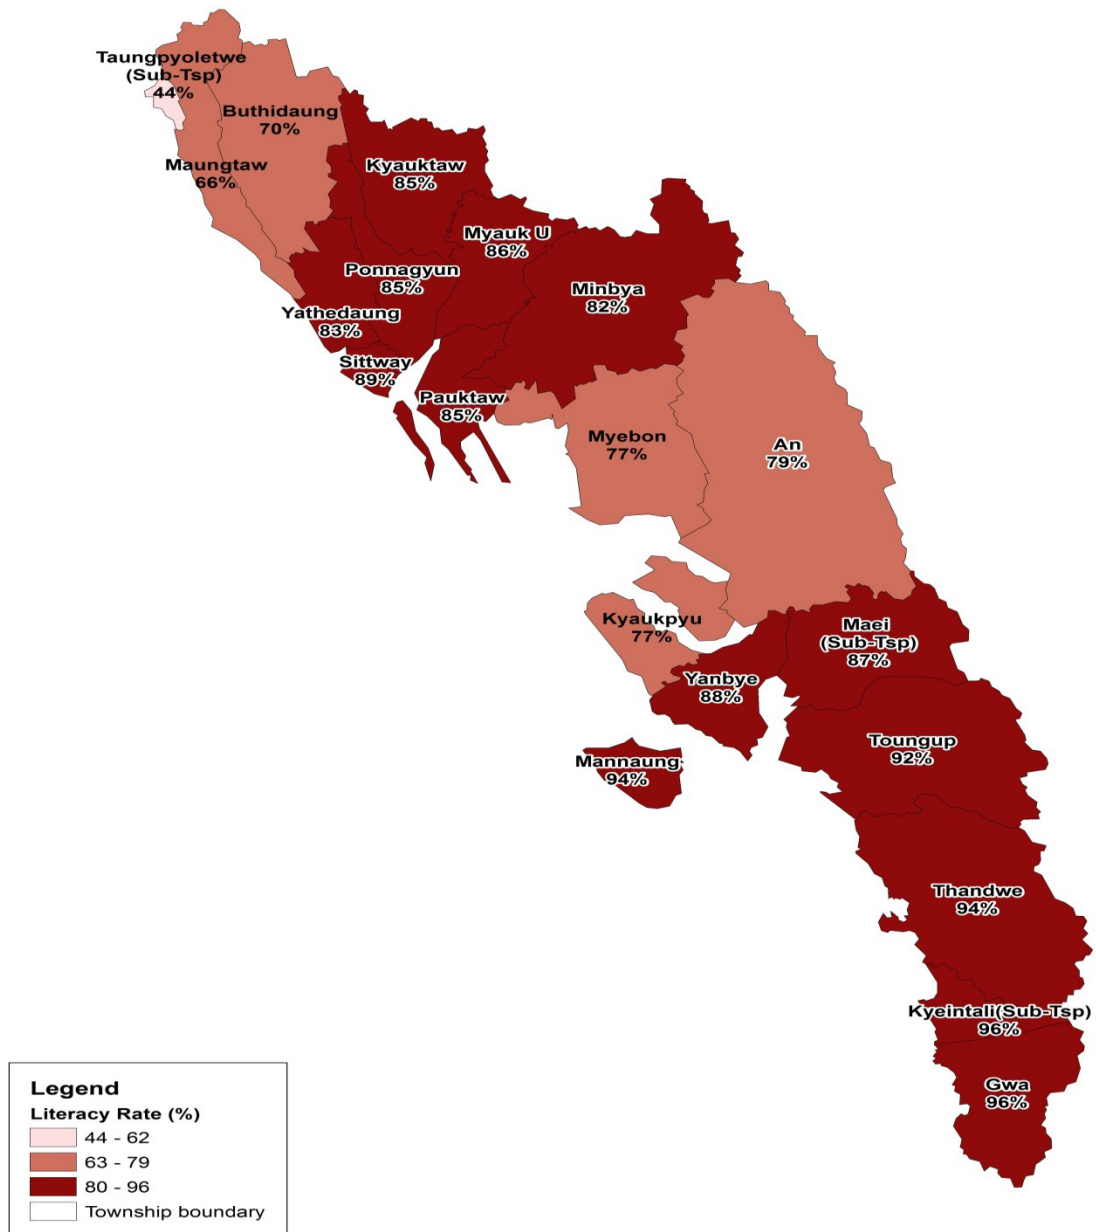 Taungpyoletwe
(Sub-Tsp)
44%
Buthidaung
70%
Maungtaw
66%
Kyauktaw
85%
Myauk U
86%
Ponnagyun
85%
Minbya
82%
Yathedaung
83%
Sittway
89%
Pauktaw
85%
Myebon
77%
An
79%
Kyaukpyu
77%
Maei
(Sub-Tsp)
87%
Yanbye
88%
Toungup
92%
Mannaung
94%
Thandwe
94%
Kyeintali(Sub-Tsp)
96%
Gwa
96%
Legend
Literacy Rate (%)
44 - 62
63 - 79
80 - 96
Township boundary